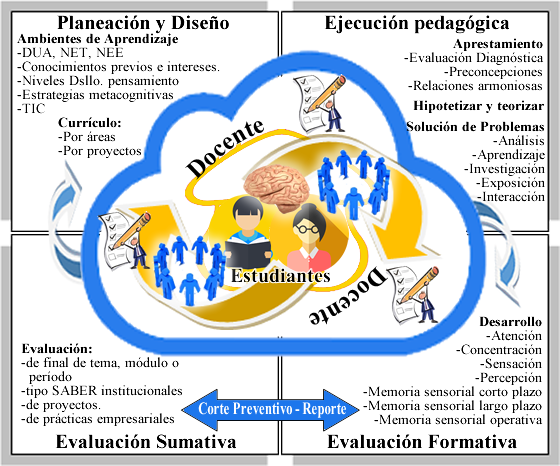 Planeación y Diseño
Ambientes de Aprendizaje
-DUA, NET, NEE
-Conocimientos previos e intereses.
-Niveles Dsllo. pensamiento
-Estrategias metacognitivas
-TIC
Currículo:
-Por áreas
-Por proyectos
Ejecución pedagógica
Aprestamiento
-Evaluación Diagnóstica
-Preconcepciones
-Relaciones armoniosas
Hipotetizar y teorizar
Solución de Problemas
-Análisis
-Aprendizaje
-Investigación
-Exposición
-Interacción
Docente
Estudiantes
Docente
Evaluación:
-de final de tema, módulo o
período
-tipo SABER institucionales
-de proyectos.
-de prácticas empresariales
Evaluación Sumativa
Corte Preventivo - Reporte
Desarrollo
-Atención
-Concentración
-Sensación
-Percepción
-Memoria sensorial corto plazo
-Memoria sensorial largo plazo
-Memoria sensorial operativa
Evaluación Formativa